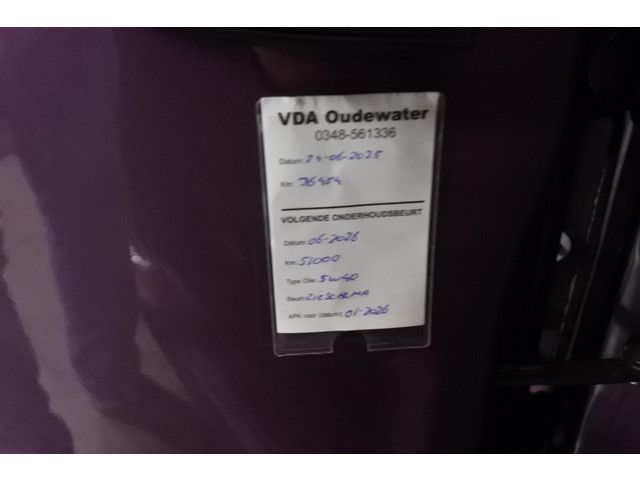 VDA Oudewater
0348-561336
Datum: 24-06-2025
Km: 36454
VOLGENDE ONDERHOUDSBEURT
Datum: 06-2026
Km: 51000
Type Olie: 5W40
Beurt: ZIE SCHEMA
APK voor (datum): 01-2026